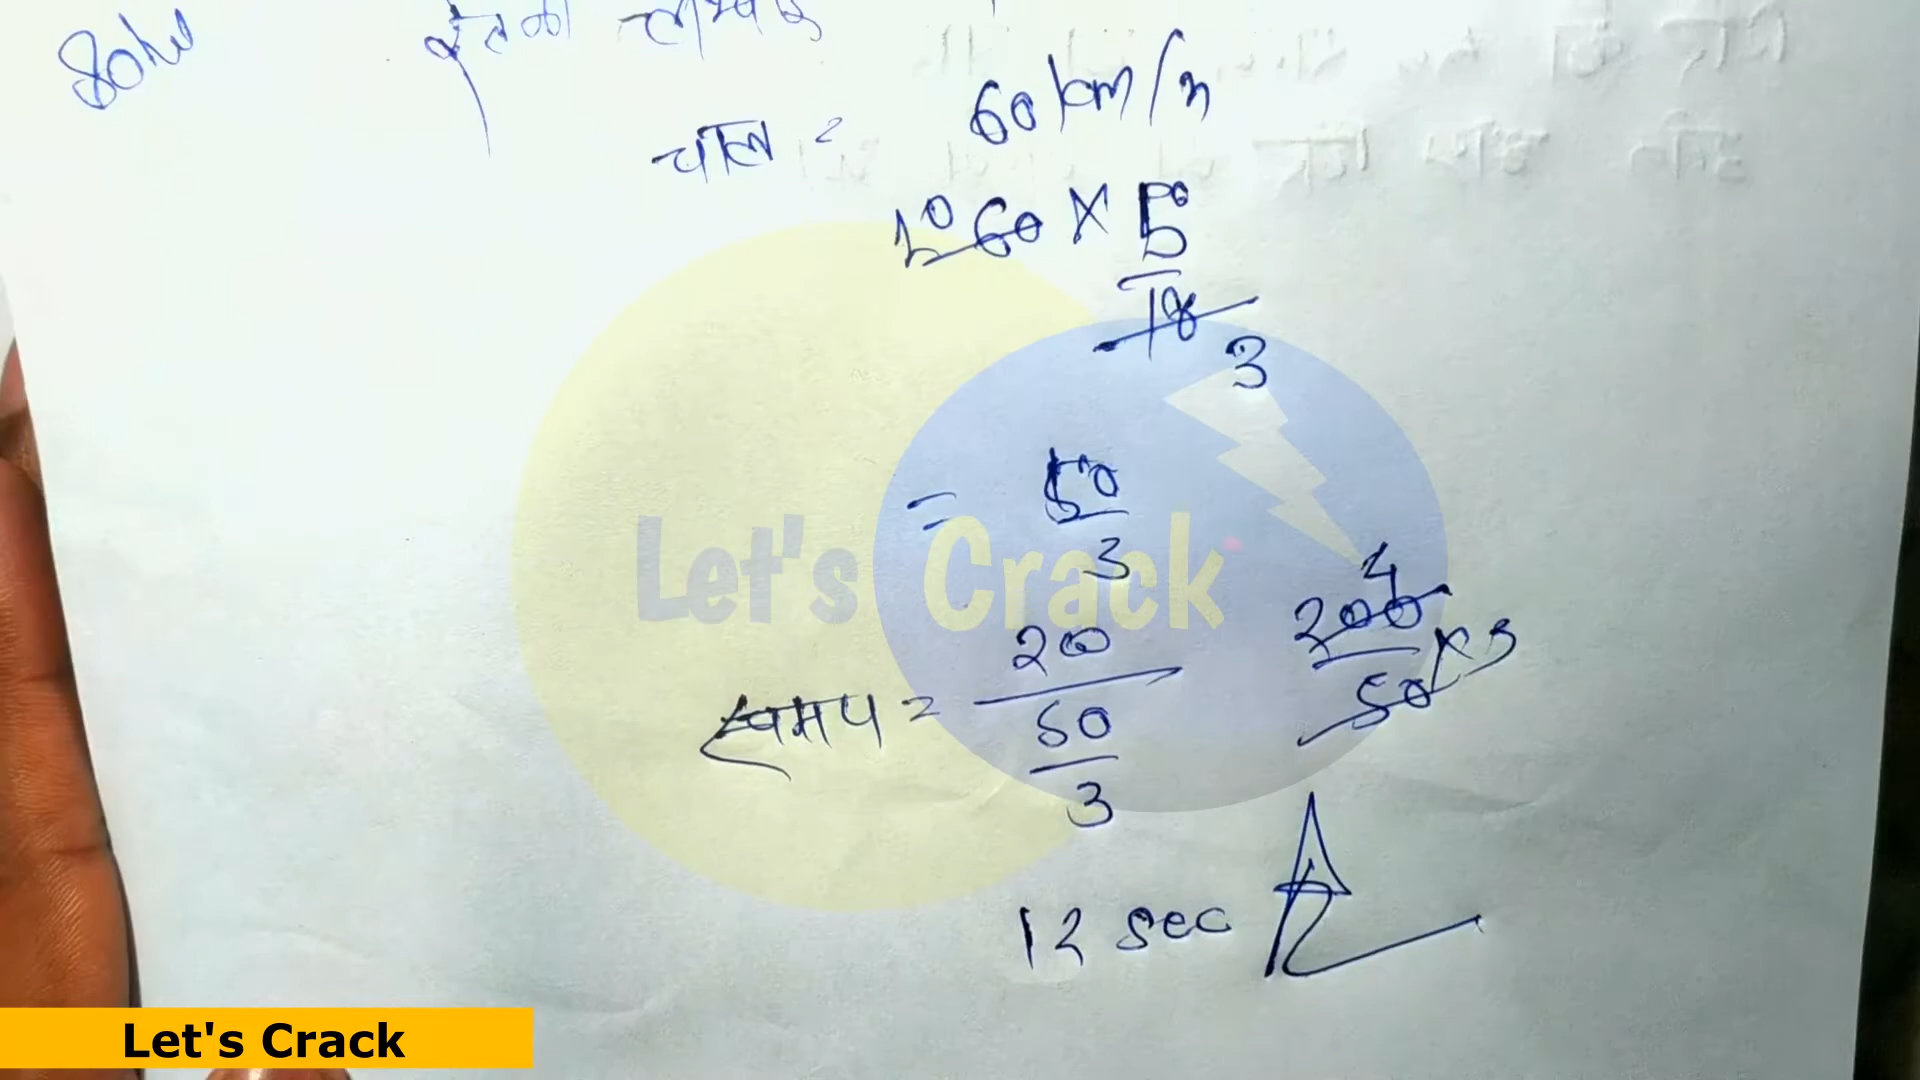 Soln
चाल = 60 km/h
10 60 × 5
18 3
= 50
3
समय = 20
50
3
4
200 × 3
50
12 sec
Let's Crack
Let's Crack